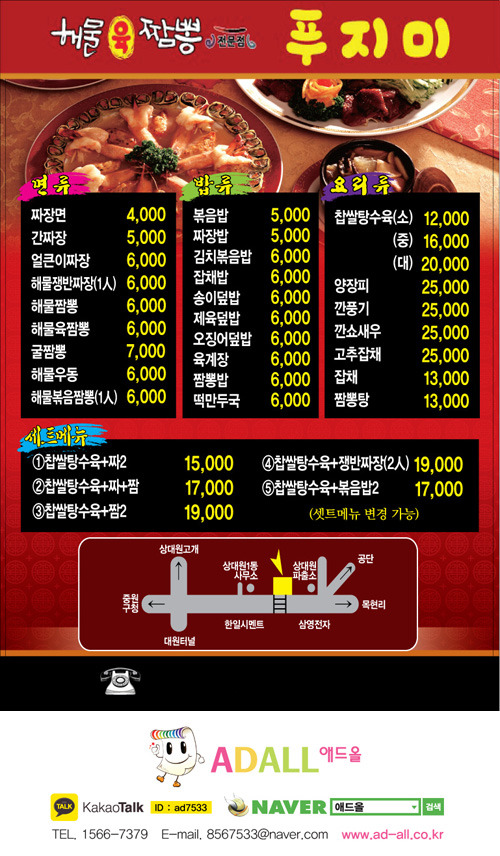 해물 육 짬뽕 전문점 푸지미
면류
짜장면 4,000
간짜장 5,000
얼큰이짜장 6,000
해물쟁반짜장(1人) 6,000
해물짬뽕 6,000
해물육짬뽕 6,000
굴짬뽕 7,000
해물우동 6,000
해물볶음짬뽕(1人) 6,000
밥류
볶음밥 5,000
짜장밥 5,000
김치볶음밥 6,000
잡채밥 6,000
송이덮밥 6,000
제육덮밥 6,000
오징어덮밥 6,000
육계장 6,000
짬뽕밥 6,000
떡만두국 6,000
요리류
찹쌀탕수육(소) 12,000
(중) 16,000
(대) 20,000
양장피 25,000
깐풍기 25,000
깐쇼새우 25,000
고추잡채 25,000
잡채 13,000
짬뽕탕 13,000
세트메뉴
①찹쌀탕수육+짜2 15,000
②찹쌀탕수육+짜+짬 17,000
③찹쌀탕수육+짬2 19,000
④찹쌀탕수육+쟁반짜장(2人) 19,000
⑤찹쌀탕수육+볶음밥2 17,000
(셋트메뉴 변경 가능)
상대원고개
상대원1동
사무소
상대원
파출소
공단
중원
구청
목현리
한일시멘트
삼영전자
대원터널
ADALL 애드올
TALK KakaoTalk ID : ad7533 NAVER 애드올 검색
TEL. 1566-7379 E-mail. 8567533@naver.com www.ad-all.co.kr